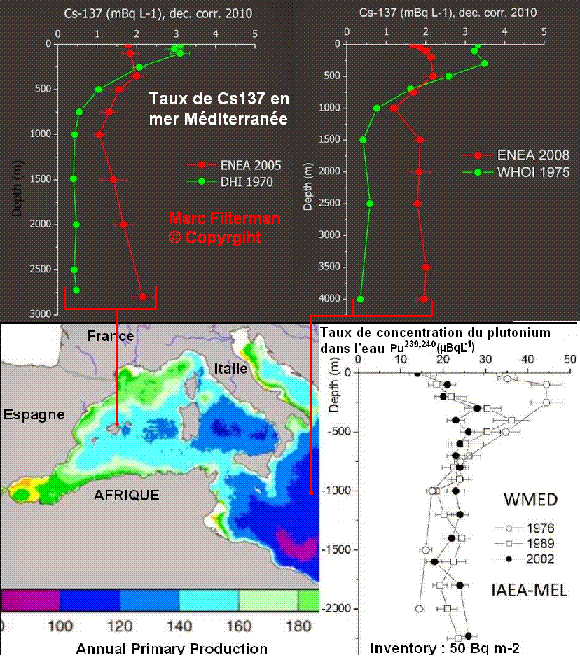 Cs-137 (mBq L-1), dec. corr. 2010
0 1 2 3 4 5
0
500
1000
1500
2000
2500
3000
Depth (m)
Taux de Cs137 en
mer Méditerranée
ENEA 2005
DHI 1970
Marc Filterman
© Copyrgint
Cs-137 (mBq L-1), dec. corr. 2010
0 1 2 3 4 5
0
500
1000
1500
2000
2500
3000
3500
4000
Depth (m)
ENEA 2008
WHOI 1975
France
Italie
Espagne
AFRIQUE
80 100 120 140 160 180
Annual Primary Production
Taux de concentration du plutonium
dans l'eau Pu239,240 (µBqL-1)
0 10 20 30 40 50
0
-500
-1000
-1500
-2000
Depth (m)
WMED
1976
1989
2002
IAEA-MEL
Inventory : 50 Bq m-2